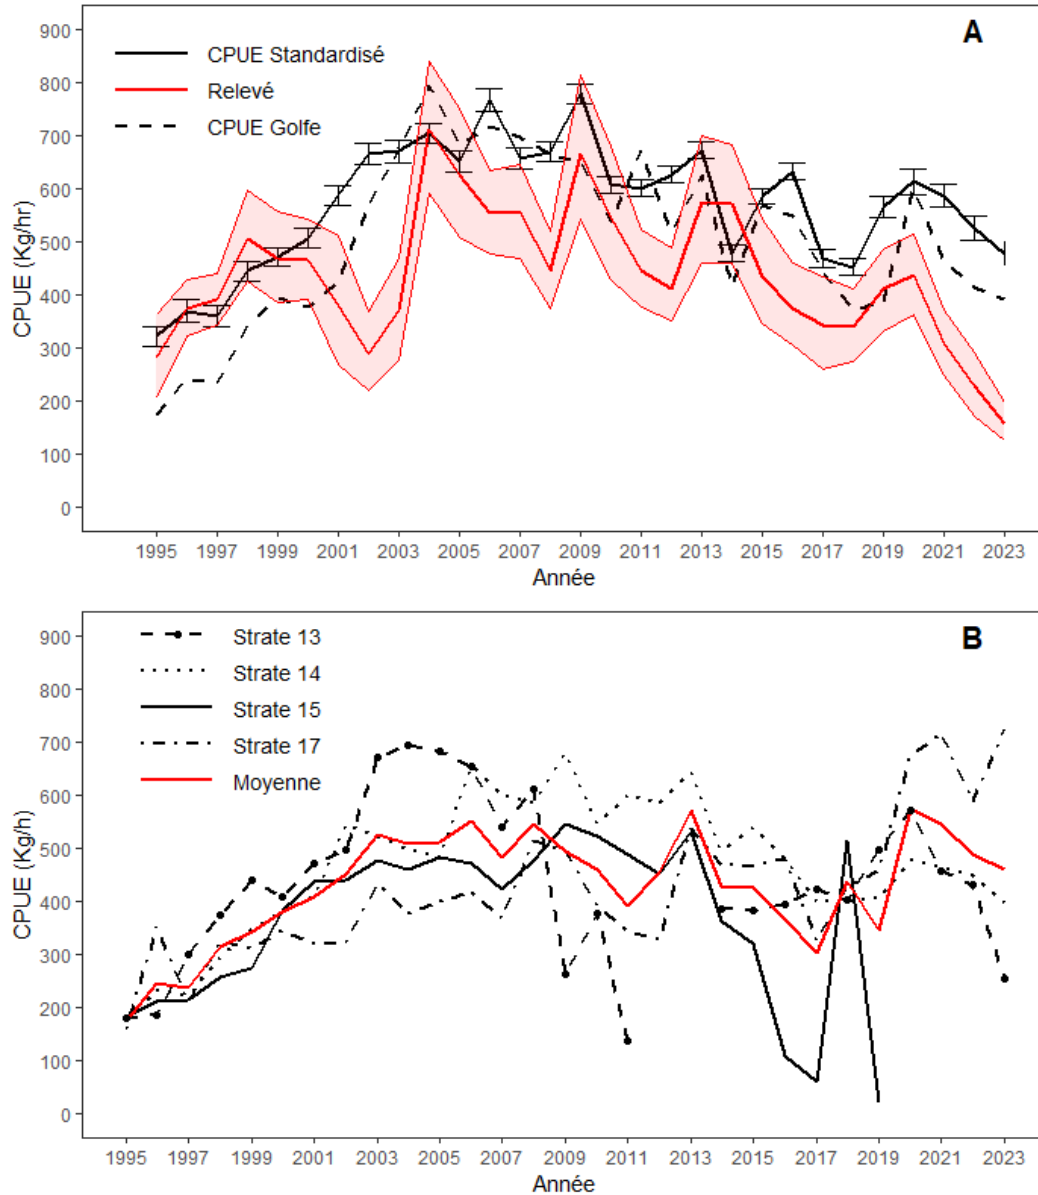 A
CPUE Standardisé
Relevé
CPUE Golfe
CPUE (Kg/hr)
900
800
700
600
500
400
300
200
100
0
1995 1997 1999 2001 2003 2005 2007 2009 2011 2013 2015 2017 2019 2021 2023
Année
B
Strate 13
Strate 14
Strate 15
Strate 17
Moyenne
CPUE (Kg/h)
900
800
700
600
500
400
300
200
100
0
1995 1997 1999 2001 2003 2005 2007 2009 2011 2013 2015 2017 2019 2021 2023
Année